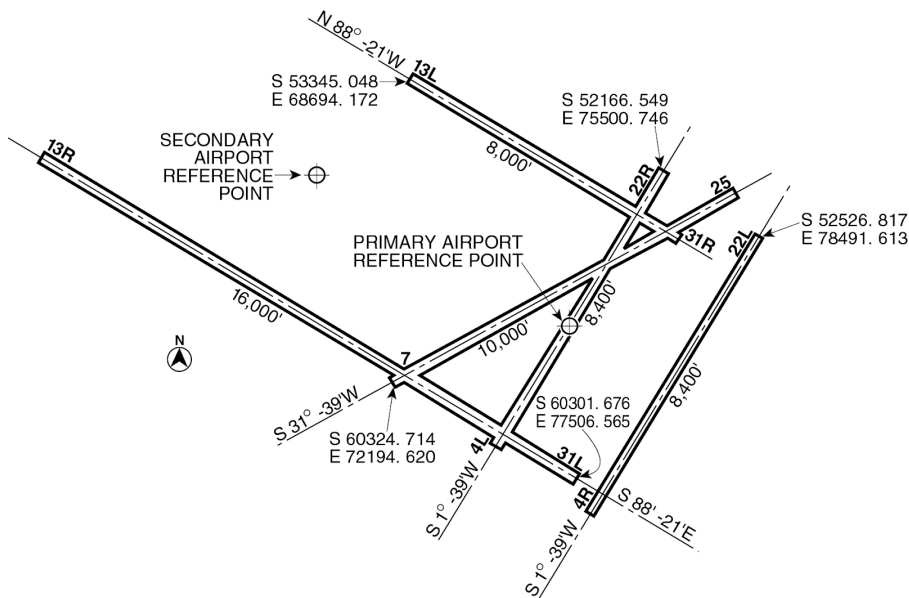 N 88° -21'W
13L
S 53345. 048
E 68694. 172
S 52166. 549
E 75500. 746
SECONDARY
AIRPORT
REFERENCE
POINT
13R
8,000'
22R
25
S 52526. 817
E 78491. 613
22L
31R
PRIMARY AIRPORT
REFERENCE POINT
16,000'
8,400'
10,000'
N
7
8,400'
S 31° -39'W
S 60301. 676
E 77506. 565
S 60324. 714
E 72194. 620
4L
31L
4R
S 88' -21'E
S 1° -39'W
S 1° -39'W